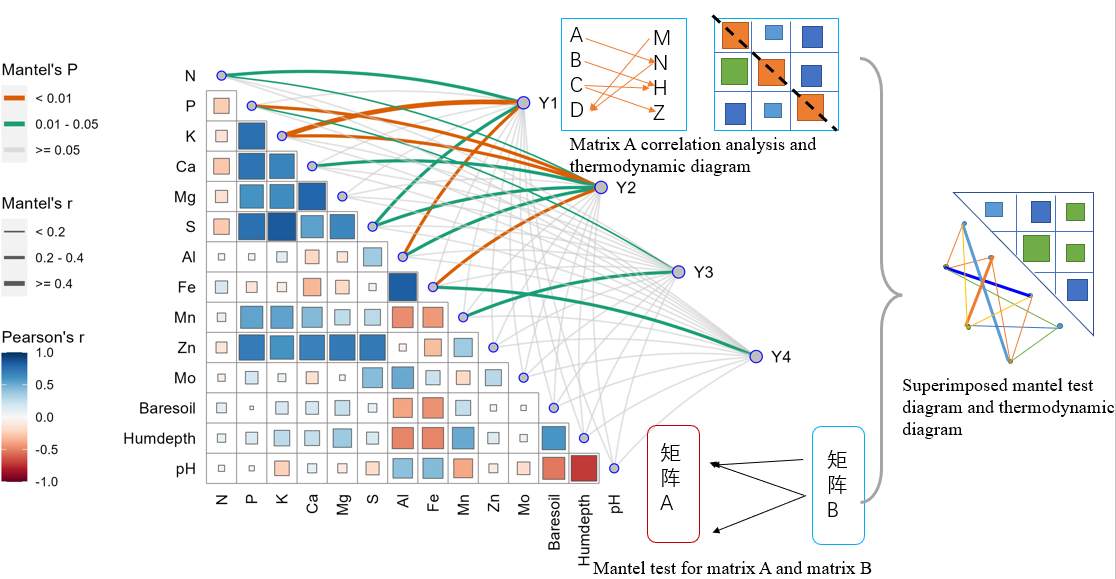 Mantel's P
< 0.01
0.01 - 0.05
>= 0.05
Mantel's r
< 0.2
0.2 - 0.4
>= 0.4
Pearson's r
1.0
0.5
0.0
-0.5
-1.0
N
P
K
Ca
Mg
S
Al
Fe
Mn
Zn
Mo
Baresoil
Humdepth
pH
N
P
K
Ca
Mg
S
Al
Fe
Mn
Zn
Mo
Baresoil
Humdepth
pH
Y1
Y2
Y3
Y4
A M
B N
C H
D Z
Matrix A correlation analysis and
thermodynamic diagram
Superimposed mantel test
diagram and thermodynamic
diagram
矩
阵
A
矩
阵
B
Mantel test for matrix A and matrix B